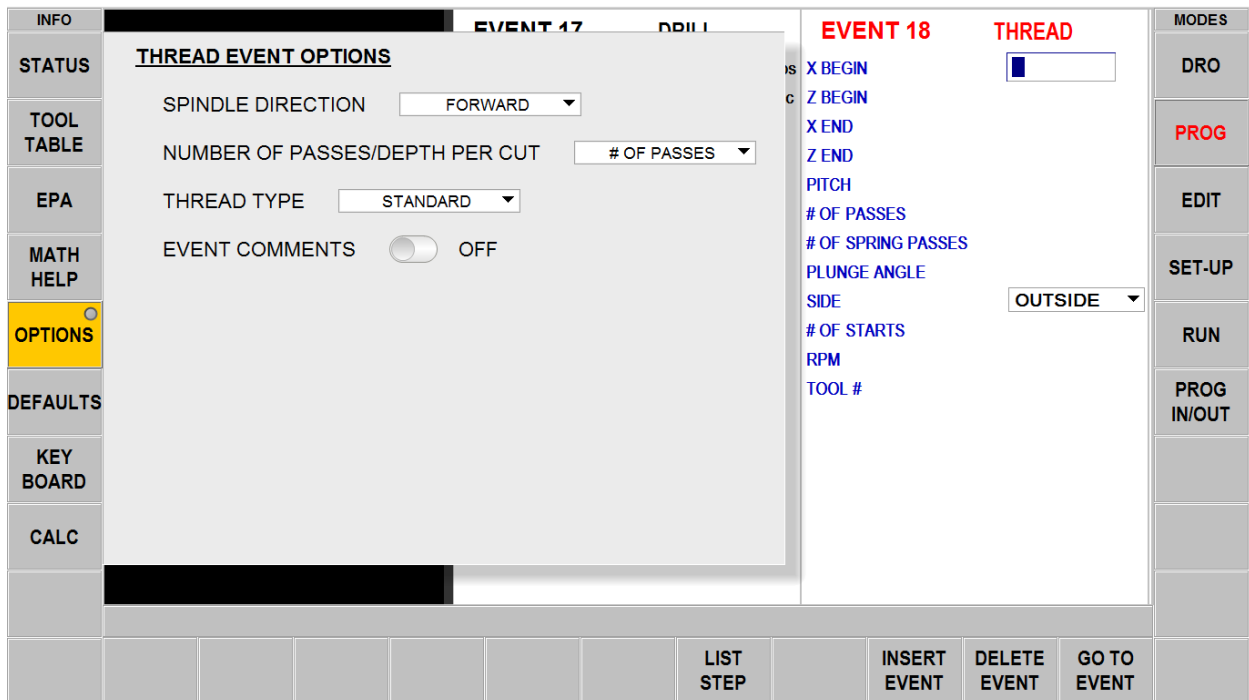 INFO
STATUS
TOOL
TABLE
EPA
MATH
HELP
OPTIONS
DEFAULTS
KEY
BOARD
CALC
EVENT 17 DRILL
THREAD EVENT OPTIONS
SPINDLE DIRECTION FORWARD
NUMBER OF PASSES/DEPTH PER CUT # OF PASSES
THREAD TYPE STANDARD
EVENT COMMENTS OFF
EVENT 18 THREAD
X BEGIN
Z BEGIN
X END
Z END
PITCH
# OF PASSES
# OF SPRING PASSES
PLUNGE ANGLE
SIDE OUTSIDE
# OF STARTS
RPM
TOOL #
MODES
DRO
PROG
EDIT
SET-UP
RUN
PROG
IN/OUT
LIST
STEP
INSERT
EVENT
DELETE
EVENT
GO TO
EVENT